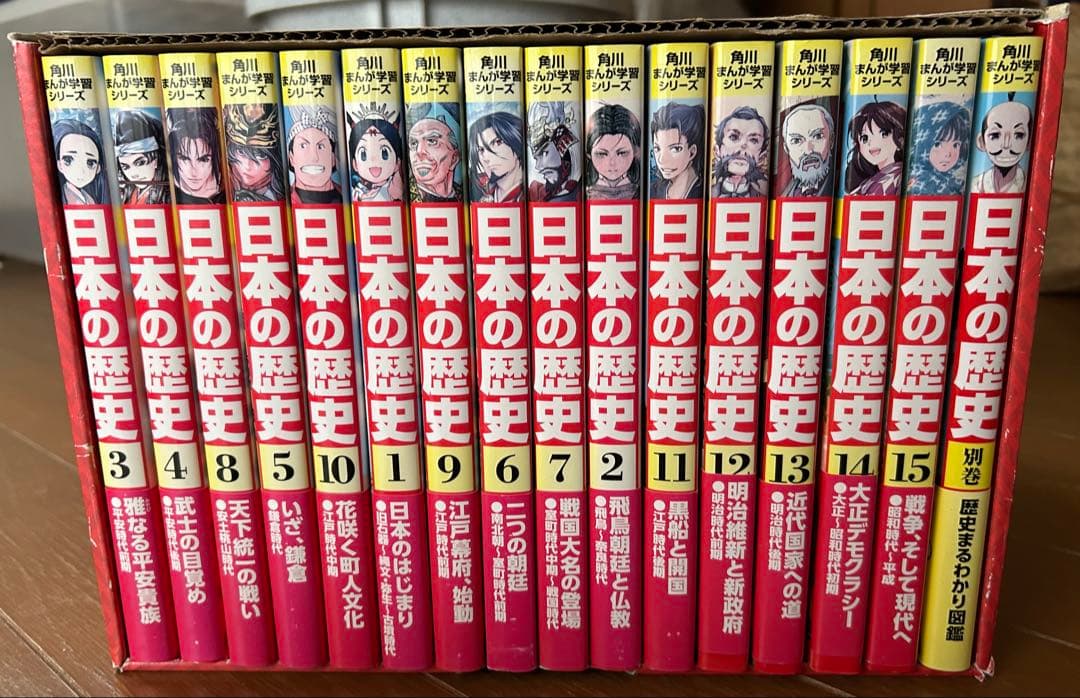 角川
まんが学習
シリーズ
日本の歴史
3
雅なる平安貴族
●平安時代前期
角川
まんが学習
シリーズ
日本の歴史
4
武士の目覚め
●平安時代後期
角川
まんが学習
シリーズ
日本の歴史
8
天下統一の戦い
●安土桃山時代
角川
まんが学習
シリーズ
日本の歴史
5
いざ、鎌倉
●鎌倉時代
角川
まんが学習
シリーズ
日本の歴史
10
花咲く町人文化
●江戸時代中期
角川
まんが学習
シリーズ
日本の歴史
1
日本のはじまり
●旧石器〜縄文・弥生〜古墳時代
角川
まんが学習
シリーズ
日本の歴史
9
江戸幕府、始動
●江戸時代前期
角川
まんが学習
シリーズ
日本の歴史
6
二つの朝廷
●南北朝〜室町時代前期
角川
まんが学習
シリーズ
日本の歴史
7
戦国大名の登場
●室町時代中期〜戦国時代
角川
まんが学習
シリーズ
日本の歴史
2
飛鳥朝廷と仏教
●飛鳥〜奈良時代
角川
まんが学習
シリーズ
日本の歴史
11
黒船と開国
●江戸時代後期
角川
まんが学習
シリーズ
日本の歴史
12
明治維新と新政府
●明治時代前期
角川
まんが学習
シリーズ
日本の歴史
13
近代国家への道
●明治時代後期
角川
まんが学習
シリーズ
日本の歴史
14
大正デモクラシー
●大正〜昭和時代初期
角川
まんが学習
シリーズ
日本の歴史
15
戦争、そして現代へ
●昭和時代〜平成
角川
まんが学習
シリーズ
日本の歴史
別巻
歴史まるわかり図鑑